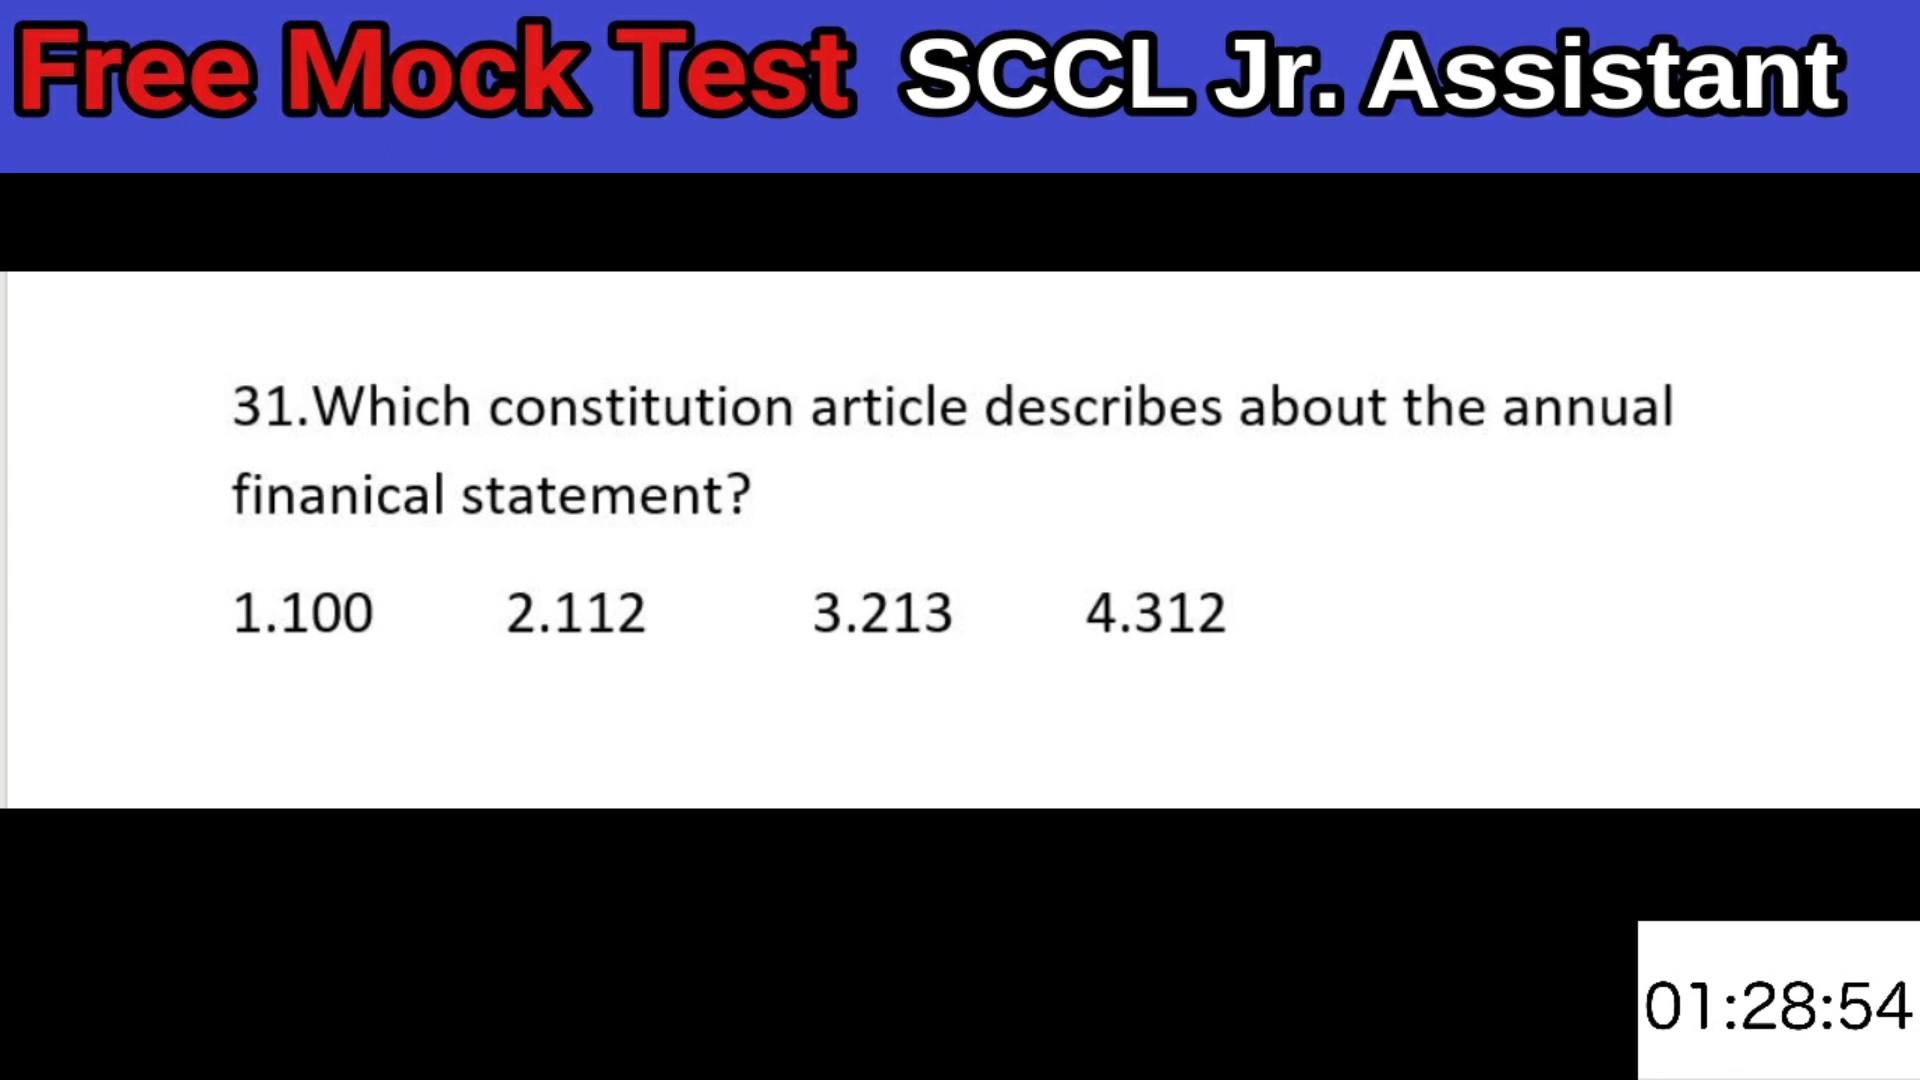 Free Mock Test SCCL Jr. Assistant
31.Which constitution article describes about the annual
finanical statement?
1.100 2.112 3.213 4.312
01:28:54